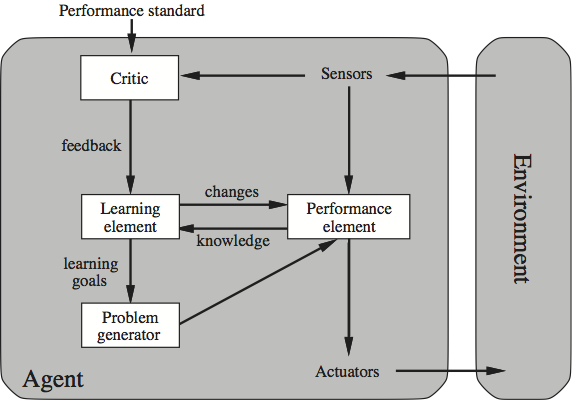 Performance standard
Critic
Sensors
feedback
Learning
element
changes
knowledge
Performance
element
learning
goals
Problem
generator
Agent
Actuators
Environment